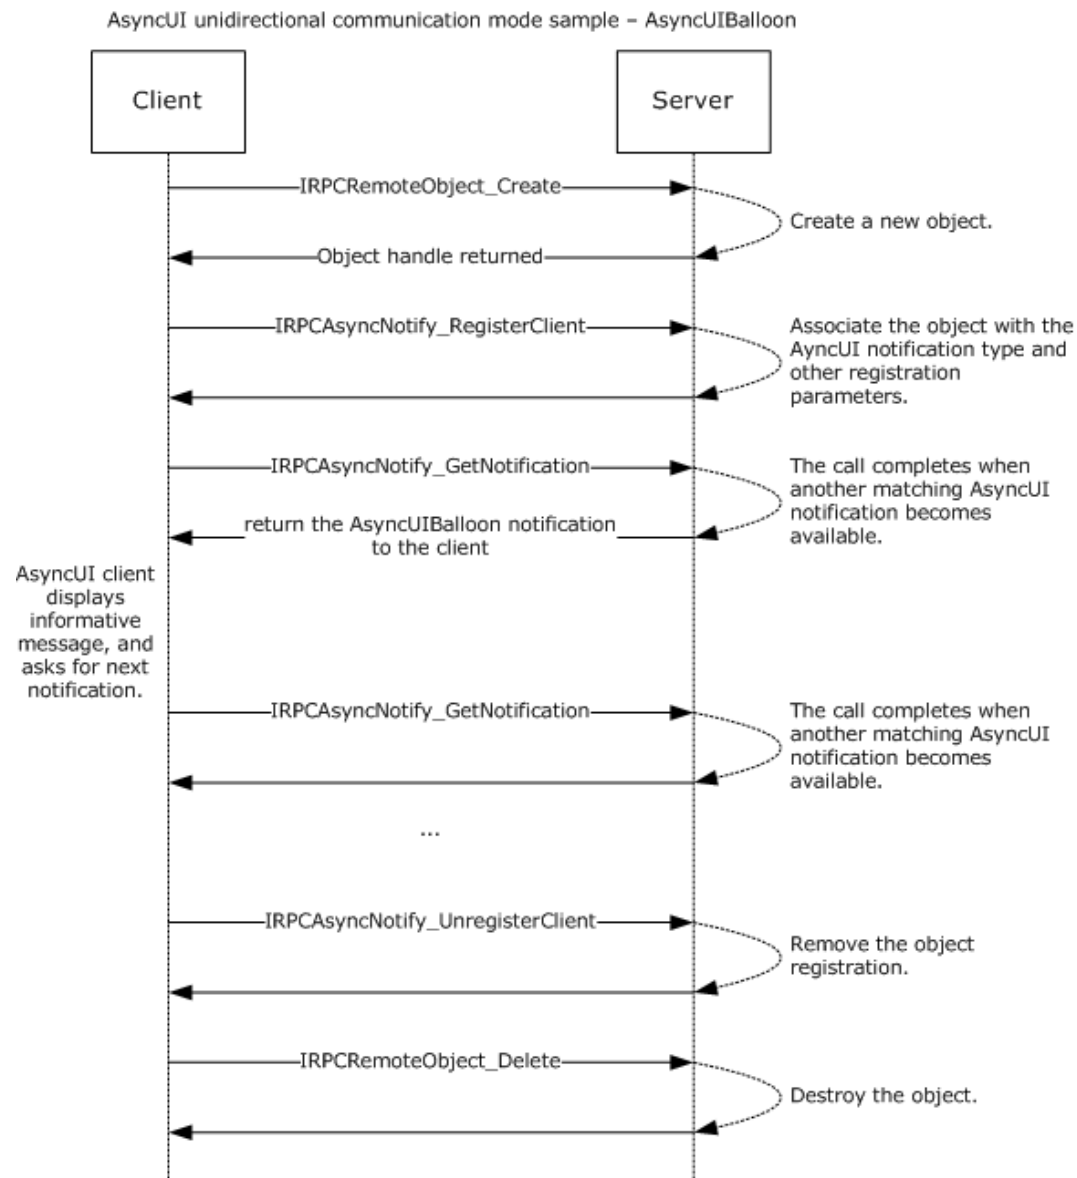 AsyncUI unidirectional communication mode sample – AsyncUIBalloon
Client
Server
IRPCRemoteObject_Create
Create a new object.
Object handle returned
IRPCAsyncNotify_RegisterClient
Associate the object with the
AyncUI notification type and
other registration
parameters.
IRPCAsyncNotify_GetNotification
The call completes when
another matching AsyncUI
notification becomes
available.
return the AsyncUIBalloon notification
to the client
AsyncUI client
displays
informative
message, and
asks for next
notification.
IRPCAsyncNotify_GetNotification
The call completes when
another matching AsyncUI
notification becomes
available.
...
IRPCAsyncNotify_UnregisterClient
Remove the object
registration.
IRPCRemoteObject_Delete
Destroy the object.